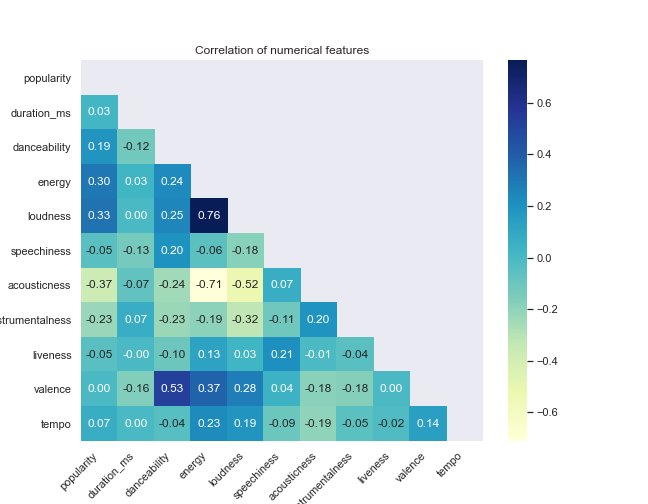 Correlation of numerical features
popularity
duration_ms 0.03
danceability 0.19 -0.12
energy 0.30 0.03 0.24
loudness 0.33 0.00 0.25 0.76
speechiness -0.05 -0.13 0.20 -0.06 -0.18
acousticness -0.37 -0.07 -0.24 -0.71 -0.52 0.07
strumentalness -0.23 0.07 -0.23 -0.19 -0.32 -0.11 0.20
liveness -0.05 -0.00 -0.10 0.13 0.03 0.21 -0.01 -0.04
valence 0.00 -0.16 0.53 0.37 0.28 0.04 -0.18 -0.18 0.00
tempo 0.07 0.00 -0.04 0.23 0.19 -0.09 -0.19 -0.05 -0.02 0.14
popularity duration_ms danceability energy loudness speechiness acousticness strumentalness liveness valence tempo
0.6
0.4
0.2
0.0
−0.2
−0.4
−0.6